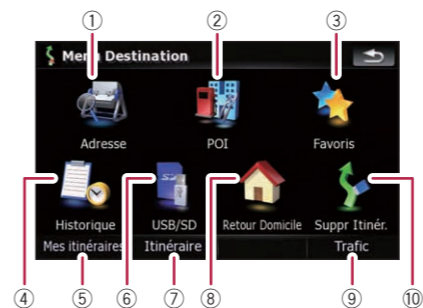 ① ② ③
Menu Destination
Adresse POI Favoris
SD
Historique USB/SD Retour Domicile Suppr Itinér.
Mes itinéraires Itinéraire Trafic
④ ⑤ ⑥ ⑦ ⑧ ⑨ ⑩